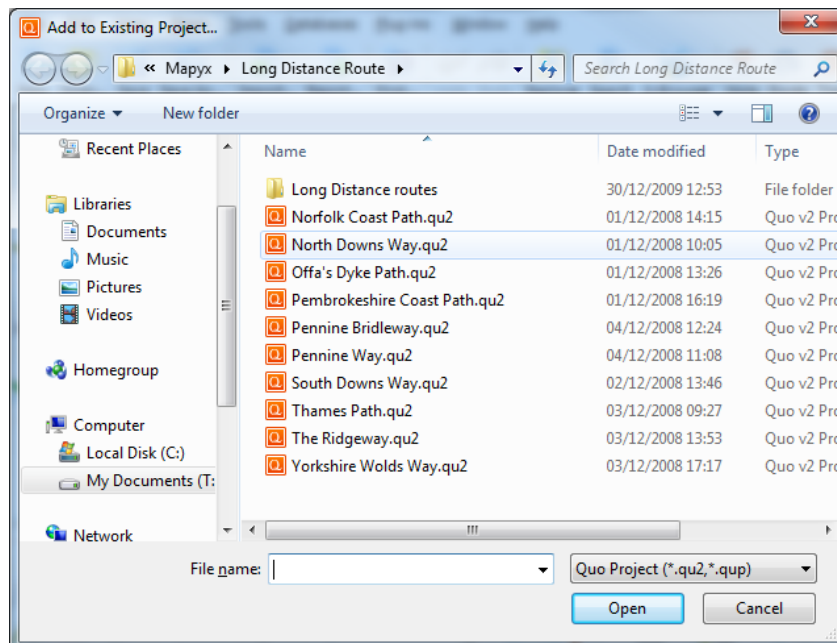 Add to Existing Project...
« Mapyx ▸ Long Distance Route ▸
Search Long Distance Route
Organize
New folder
Recent Places
Libraries
Documents
Music
Pictures
Videos
Homegroup
Computer
Local Disk (C:)
My Documents (T:
Network
Name Date modified Type
Long Distance routes 30/12/2009 12:53 File folder
Norfolk Coast Path.qu2 01/12/2008 14:15 Quo v2 Pro
North Downs Way.qu2 01/12/2008 10:05 Quo v2 Pro
Offa's Dyke Path.qu2 01/12/2008 13:26 Quo v2 Pro
Pembrokeshire Coast Path.qu2 01/12/2008 16:19 Quo v2 Pro
Pennine Bridleway.qu2 04/12/2008 12:24 Quo v2 Pro
Pennine Way.qu2 04/12/2008 11:08 Quo v2 Pro
South Downs Way.qu2 02/12/2008 13:46 Quo v2 Pro
Thames Path.qu2 03/12/2008 09:27 Quo v2 Pro
The Ridgeway.qu2 03/12/2008 13:53 Quo v2 Pro
Yorkshire Wolds Way.qu2 03/12/2008 17:17 Quo v2 Pro
File name:
Quo Project (*.qu2,*.qup)
Open
Cancel